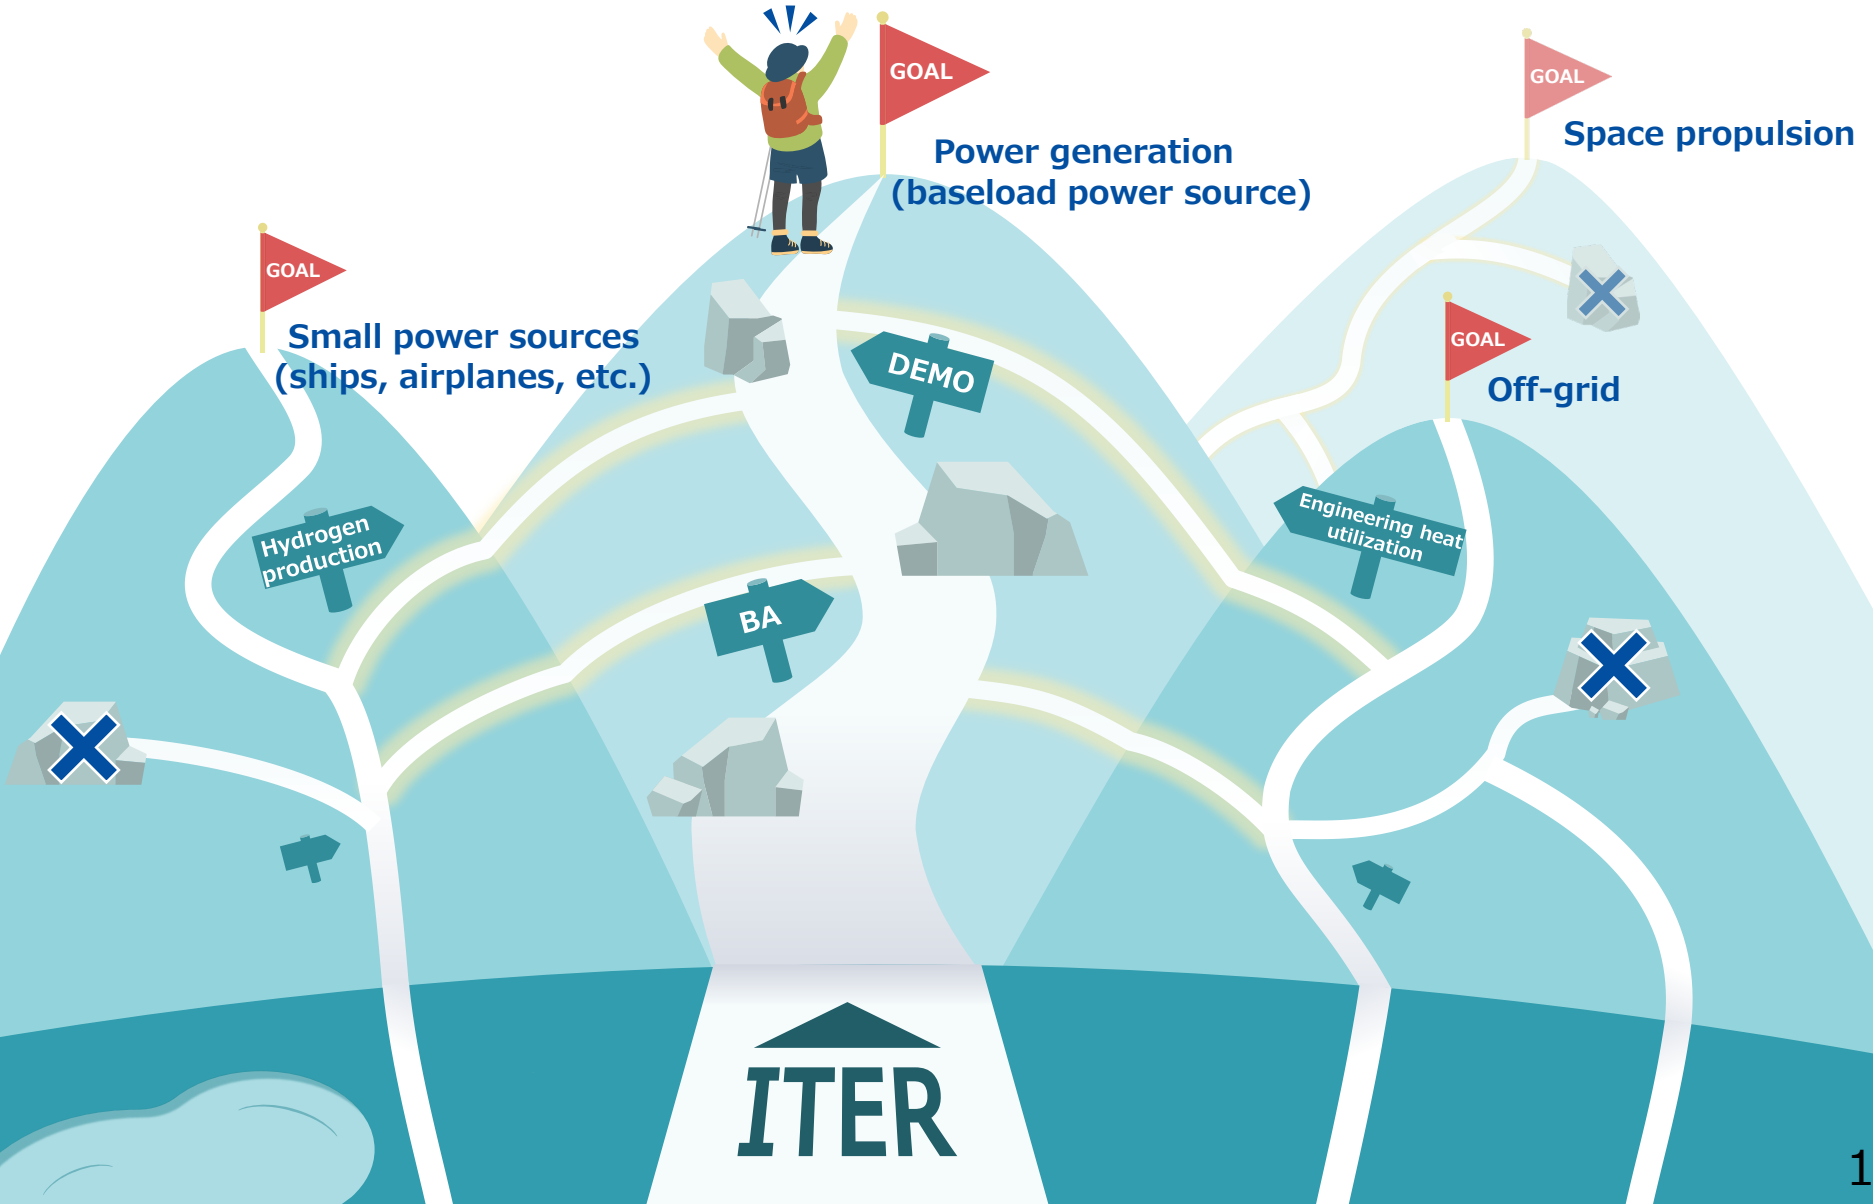 GOAL
Power generation
(baseload power source)
GOAL
Space propulsion
GOAL
Small power sources
(ships, airplanes, etc.)
GOAL
Off-grid
DEMO
Hydrogen
production
Engineering heat
utilization
BA
ITER
1